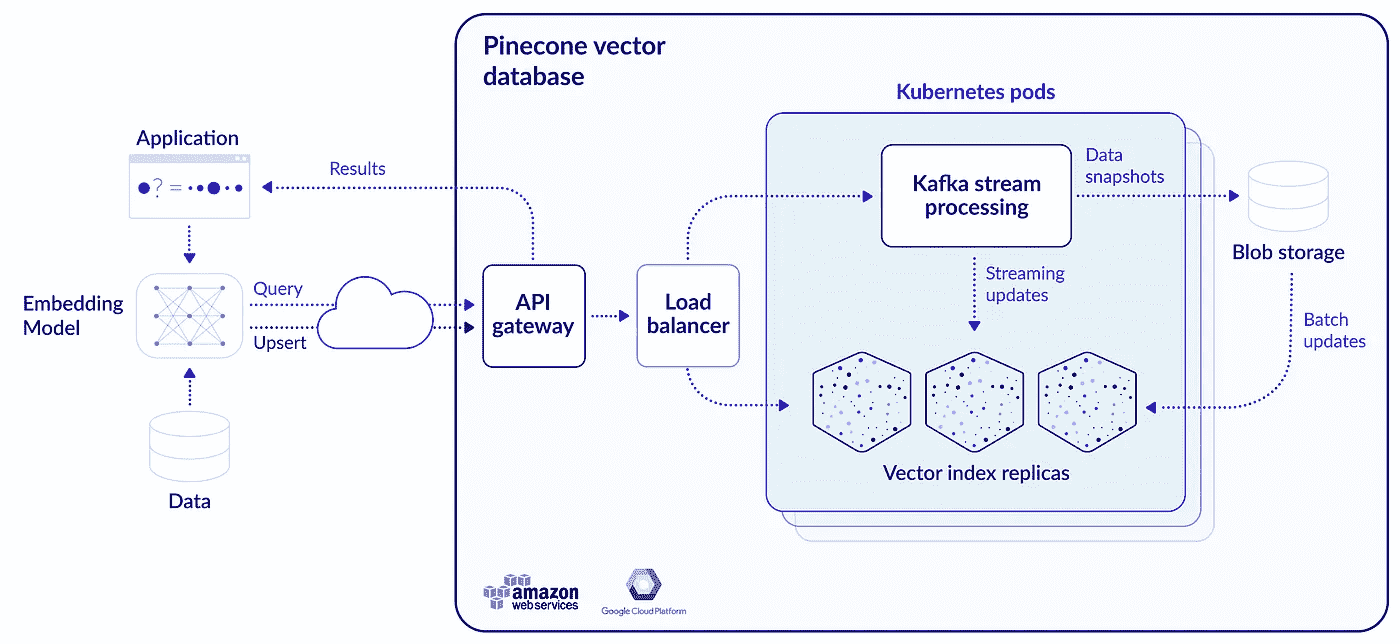 Pinecone vector
database
Kubernetes pods
Application
? =
Results
Data
snapshots
Kafka stream
processing
Blob storage
Embedding
Model
Query
Upsert
API
gateway
Load
balancer
Streaming
updates
Batch
updates
Vector index replicas
Data
amazon
web services
Google Cloud Platform